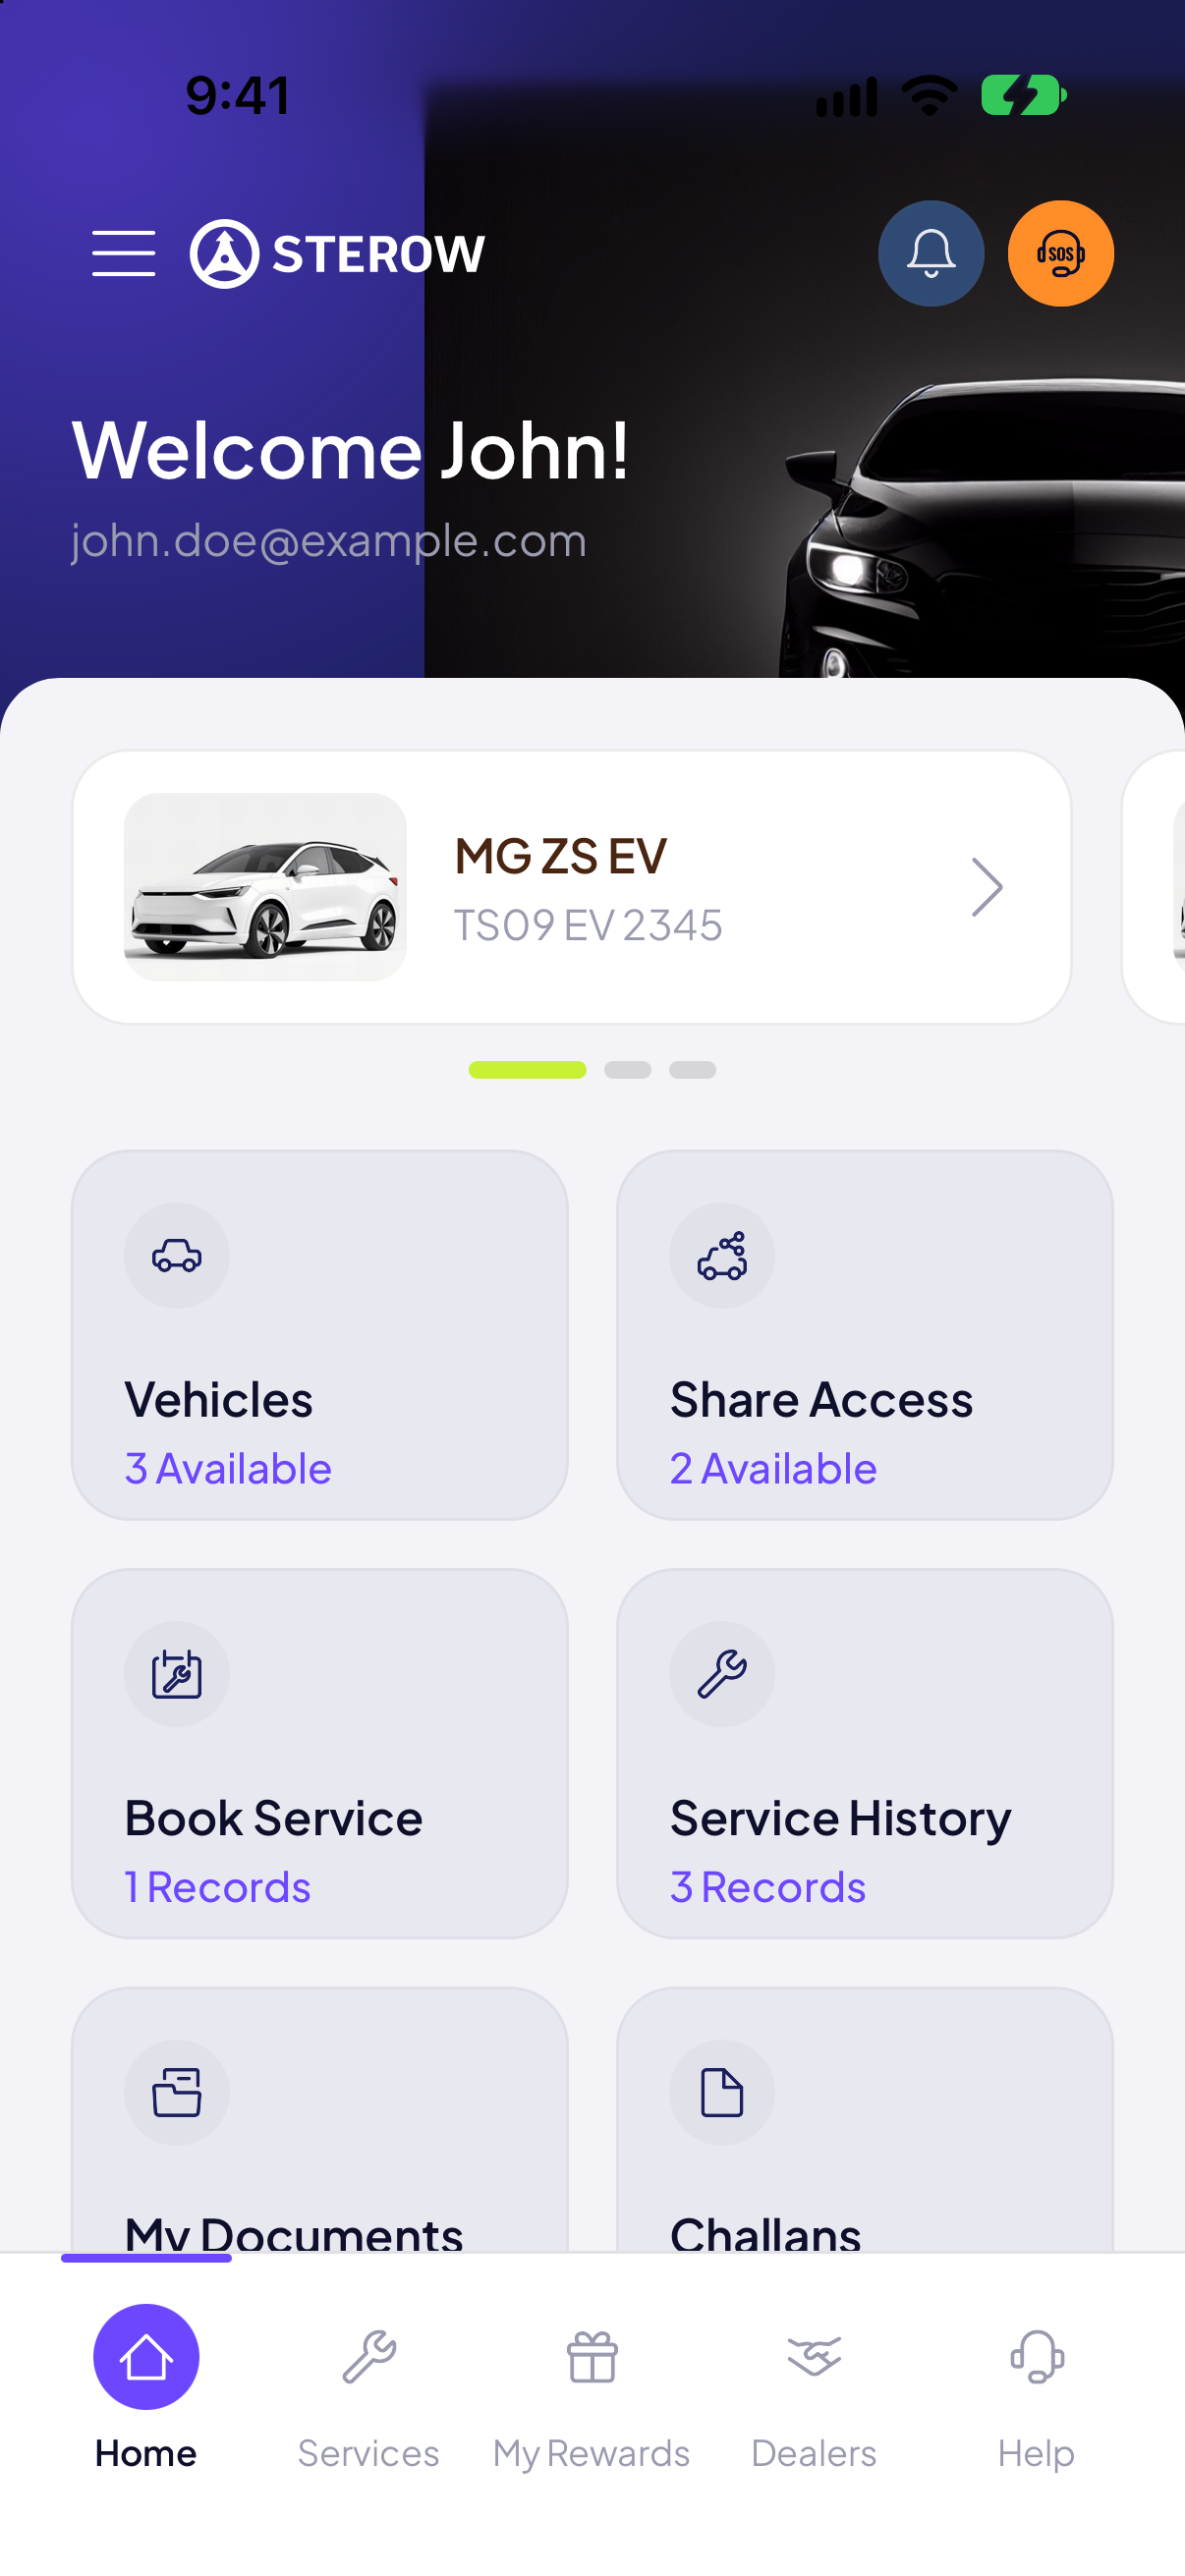 9:41
STEROW
SOS
Welcome John!
john.doe@example.com
MG ZS EV
TS09 EV 2345
Vehicles
Share Access
3 Available
2 Available
Book Service
Service History
1 Records
3 Records
My Documents
Challans
Home
Services
My Rewards
Dealers
Help